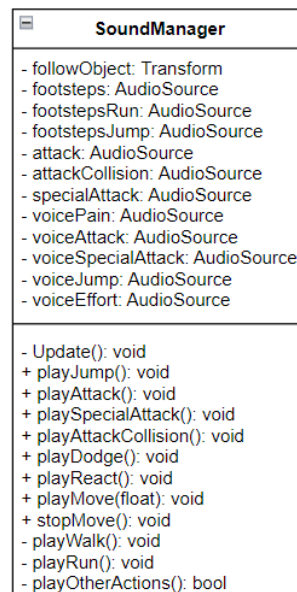 SoundManager
- followObject: Transform
- footsteps: AudioSource
- footstepsRun: AudioSource
- footstepsJump: AudioSource
- attack: AudioSource
- attackCollision: AudioSource
- specialAttack: AudioSource
- voicePain: AudioSource
- voiceAttack: AudioSource
- voiceSpecialAttack: AudioSource
- voiceJump: AudioSource
- voiceEffort: AudioSource
- Update(): void
+ playJump(): void
+ playAttack(): void
+ playSpecialAttack(): void
+ playAttackCollision(): void
+ playDodge(): void
+ playReact(): void
+ playMove(float): void
+ stopMove(): void
- playWalk(): void
- playRun(): void
- playOtherActions(): bool